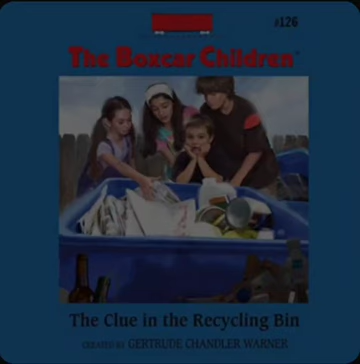 #126
The Boxcar Children
The Clue in the Recycling Bin
CREATED BY GERTRUDE CHANDLER WARNER